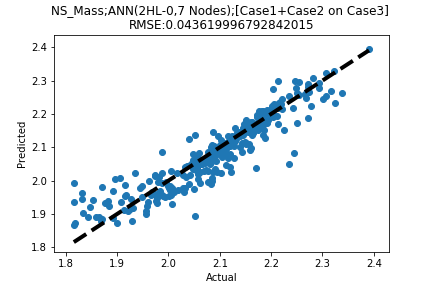 NS_Mass;ANN(2HL-0,7 Nodes);[Case1+Case2 on Case3]
RMSE:0.043619996792842015
2.4
2.3
2.2
2.1
2.0
1.9
1.8
Predicted
1.8 1.9 2.0 2.1 2.2 2.3 2.4
Actual